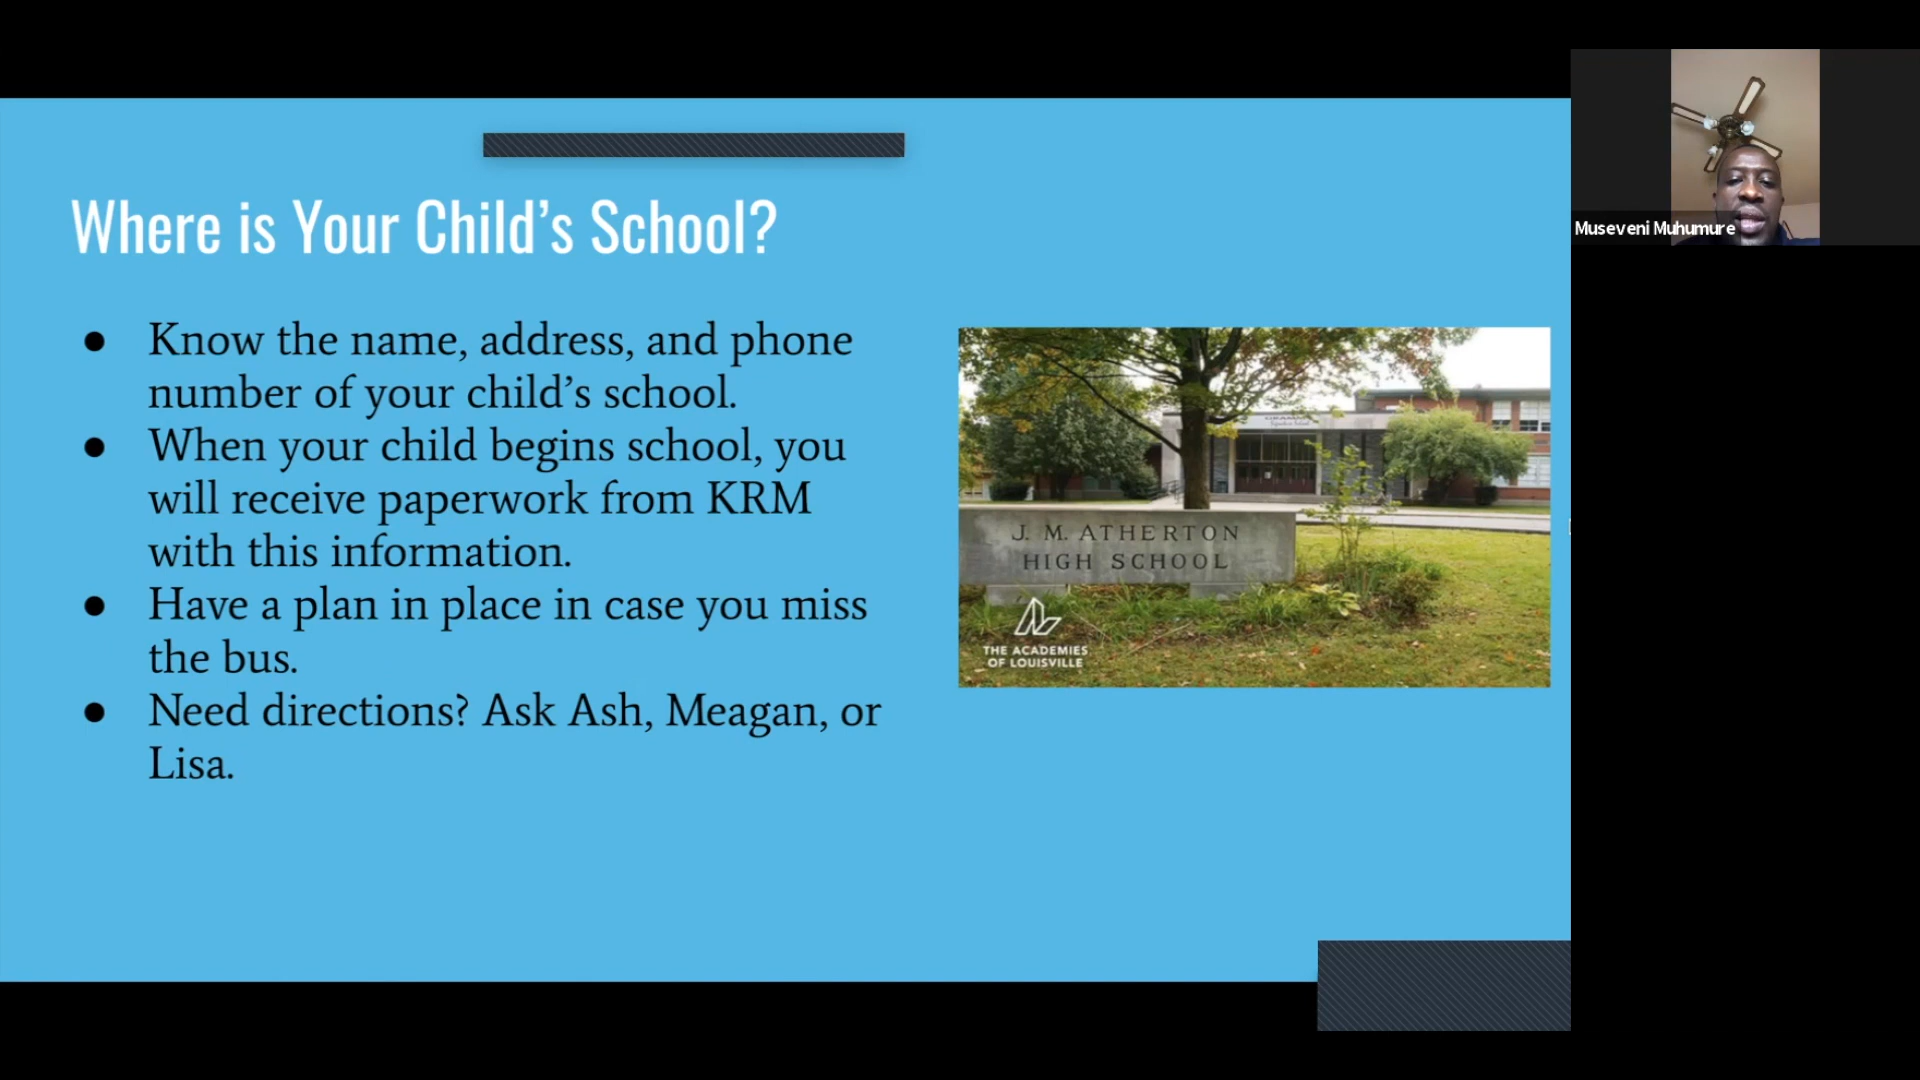 Where is Your Child’s School?
● Know the name, address, and phone
number of your child’s school.
● When your child begins school, you
will receive paperwork from KRM
with this information.
● Have a plan in place in case you miss
the bus.
● Need directions? Ask Ash, Meagan, or
Lisa.
J. M. ATHERTON
HIGH SCHOOL
THE ACADEMIES
OF LOUISVILLE
Museveni Muhumure